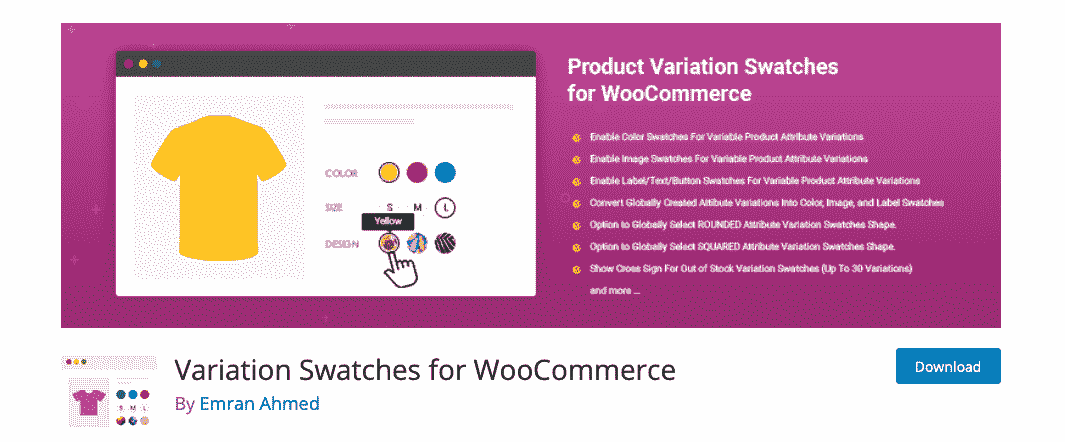 Product Variation Swatches
for WooCommerce
Enable Color Swatches For Variable Product Attribute Variations
Enable Image Swatches For Variable Product Attribute Variations
Enable Label/Text/Button Swatches For Variable Product Attribute Variations
Convert Globally Created Attibute Variations Into Color, Image, and Label Swatches
Option to Globally Select ROUNDED Attribute Variation Swatches Shape.
Option to Globally Select SQUARED Attribute Variation Swatches Shape.
Show Cross Sign For Out of Stock Variation Swatches (Up To 30 Variations)
and more ...
COLOR
SIZE S M L
Yellow
DESIGN
Variation Swatches for WooCommerce
By Emran Ahmed
Download
S M L